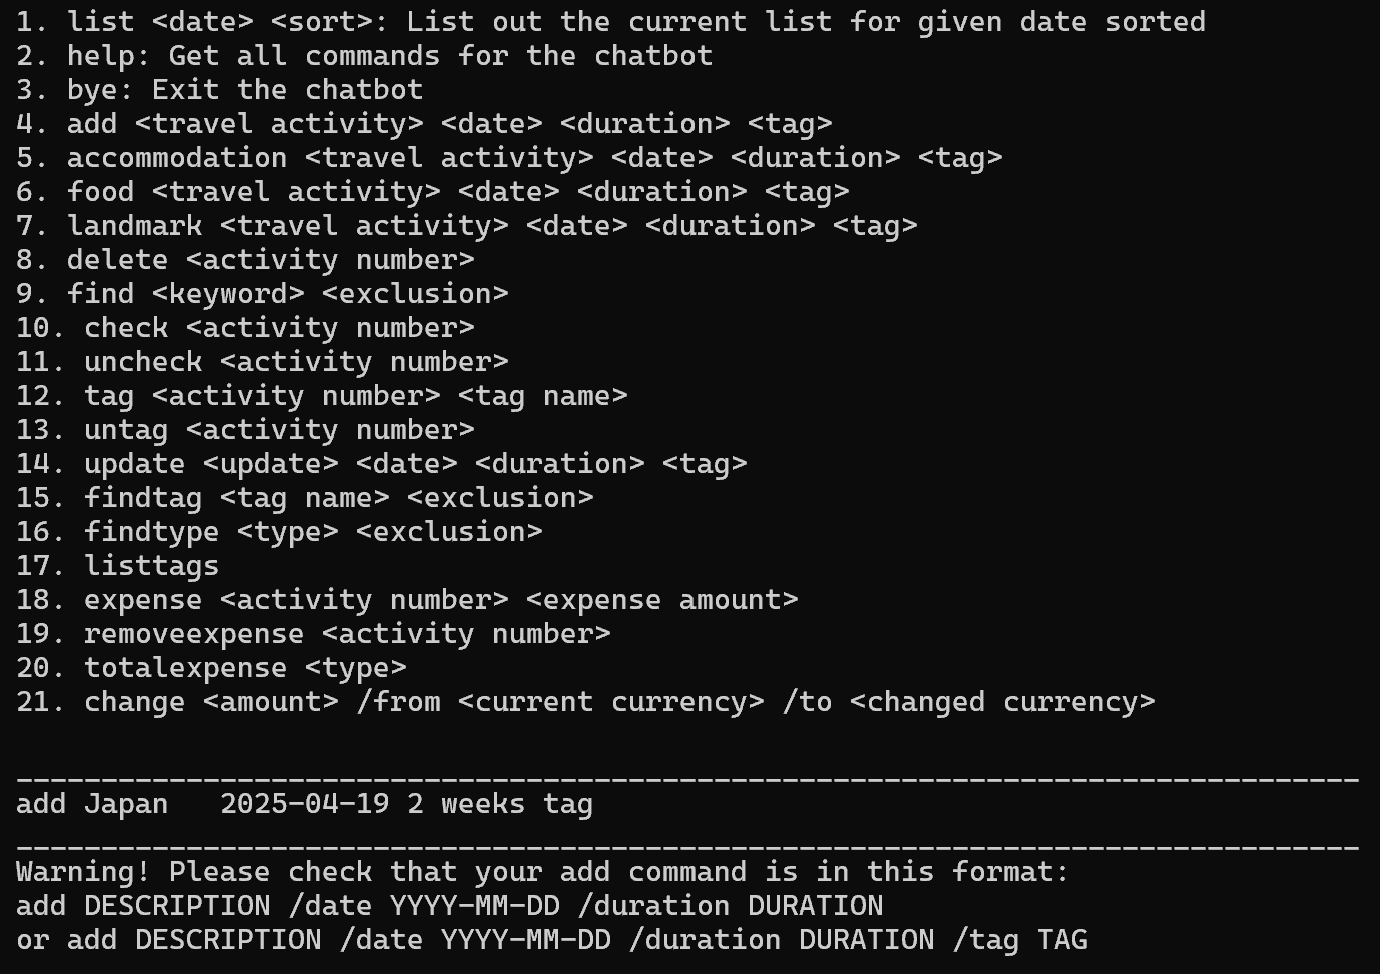 1. list <date> <sort>: List out the current list for given date sorted
2. help: Get all commands for the chatbot
3. bye: Exit the chatbot
4. add <travel activity> <date> <duration> <tag>
5. accommodation <travel activity> <date> <duration> <tag>
6. food <travel activity> <date> <duration> <tag>
7. landmark <travel activity> <date> <duration> <tag>
8. delete <activity number>
9. find <keyword> <exclusion>
10. check <activity number>
11. uncheck <activity number>
12. tag <activity number> <tag name>
13. untag <activity number>
14. update <update> <date> <duration> <tag>
15. findtag <tag name> <exclusion>
16. findtype <type> <exclusion>
17. listtags
18. expense <activity number> <expense amount>
19. removeexpense <activity number>
20. totalexpense <type>
21. change <amount> /from <current currency> /to <changed currency>
_______________________________________________________________________________
add Japan   2025-04-19 2 weeks tag
_______________________________________________________________________________
Warning! Please check that your add command is in this format:
add DESCRIPTION /date YYYY-MM-DD /duration DURATION
or add DESCRIPTION /date YYYY-MM-DD /duration DURATION /tag TAG